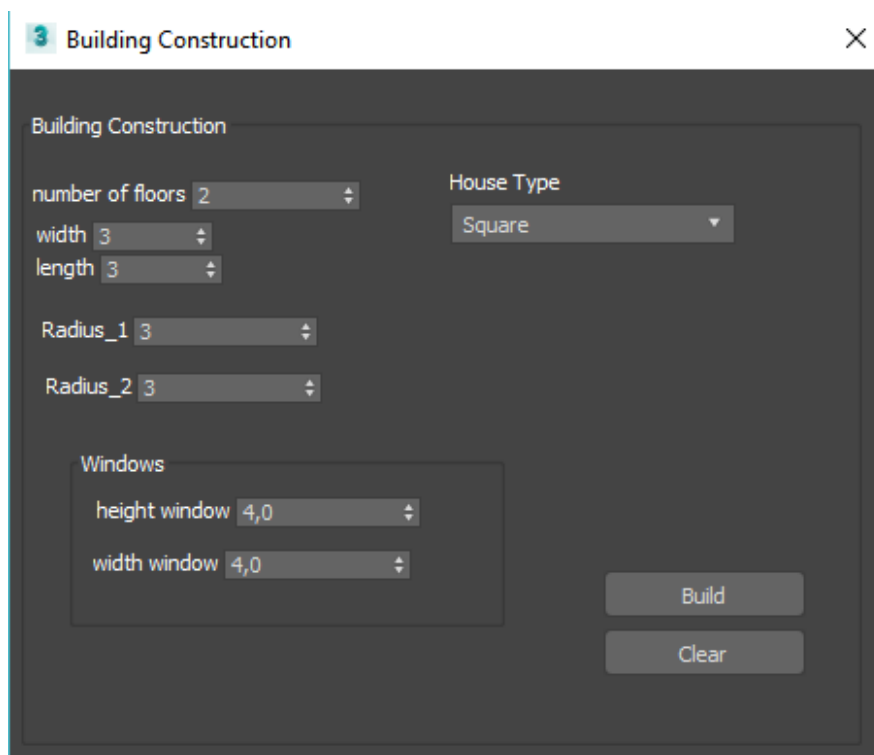 3 Building Construction
Building Construction
number of floors 2
House Type
width 3
Square
length 3
Radius_1 3
Radius_2 3
Windows
height window 4,0
width window 4,0
Build
Clear